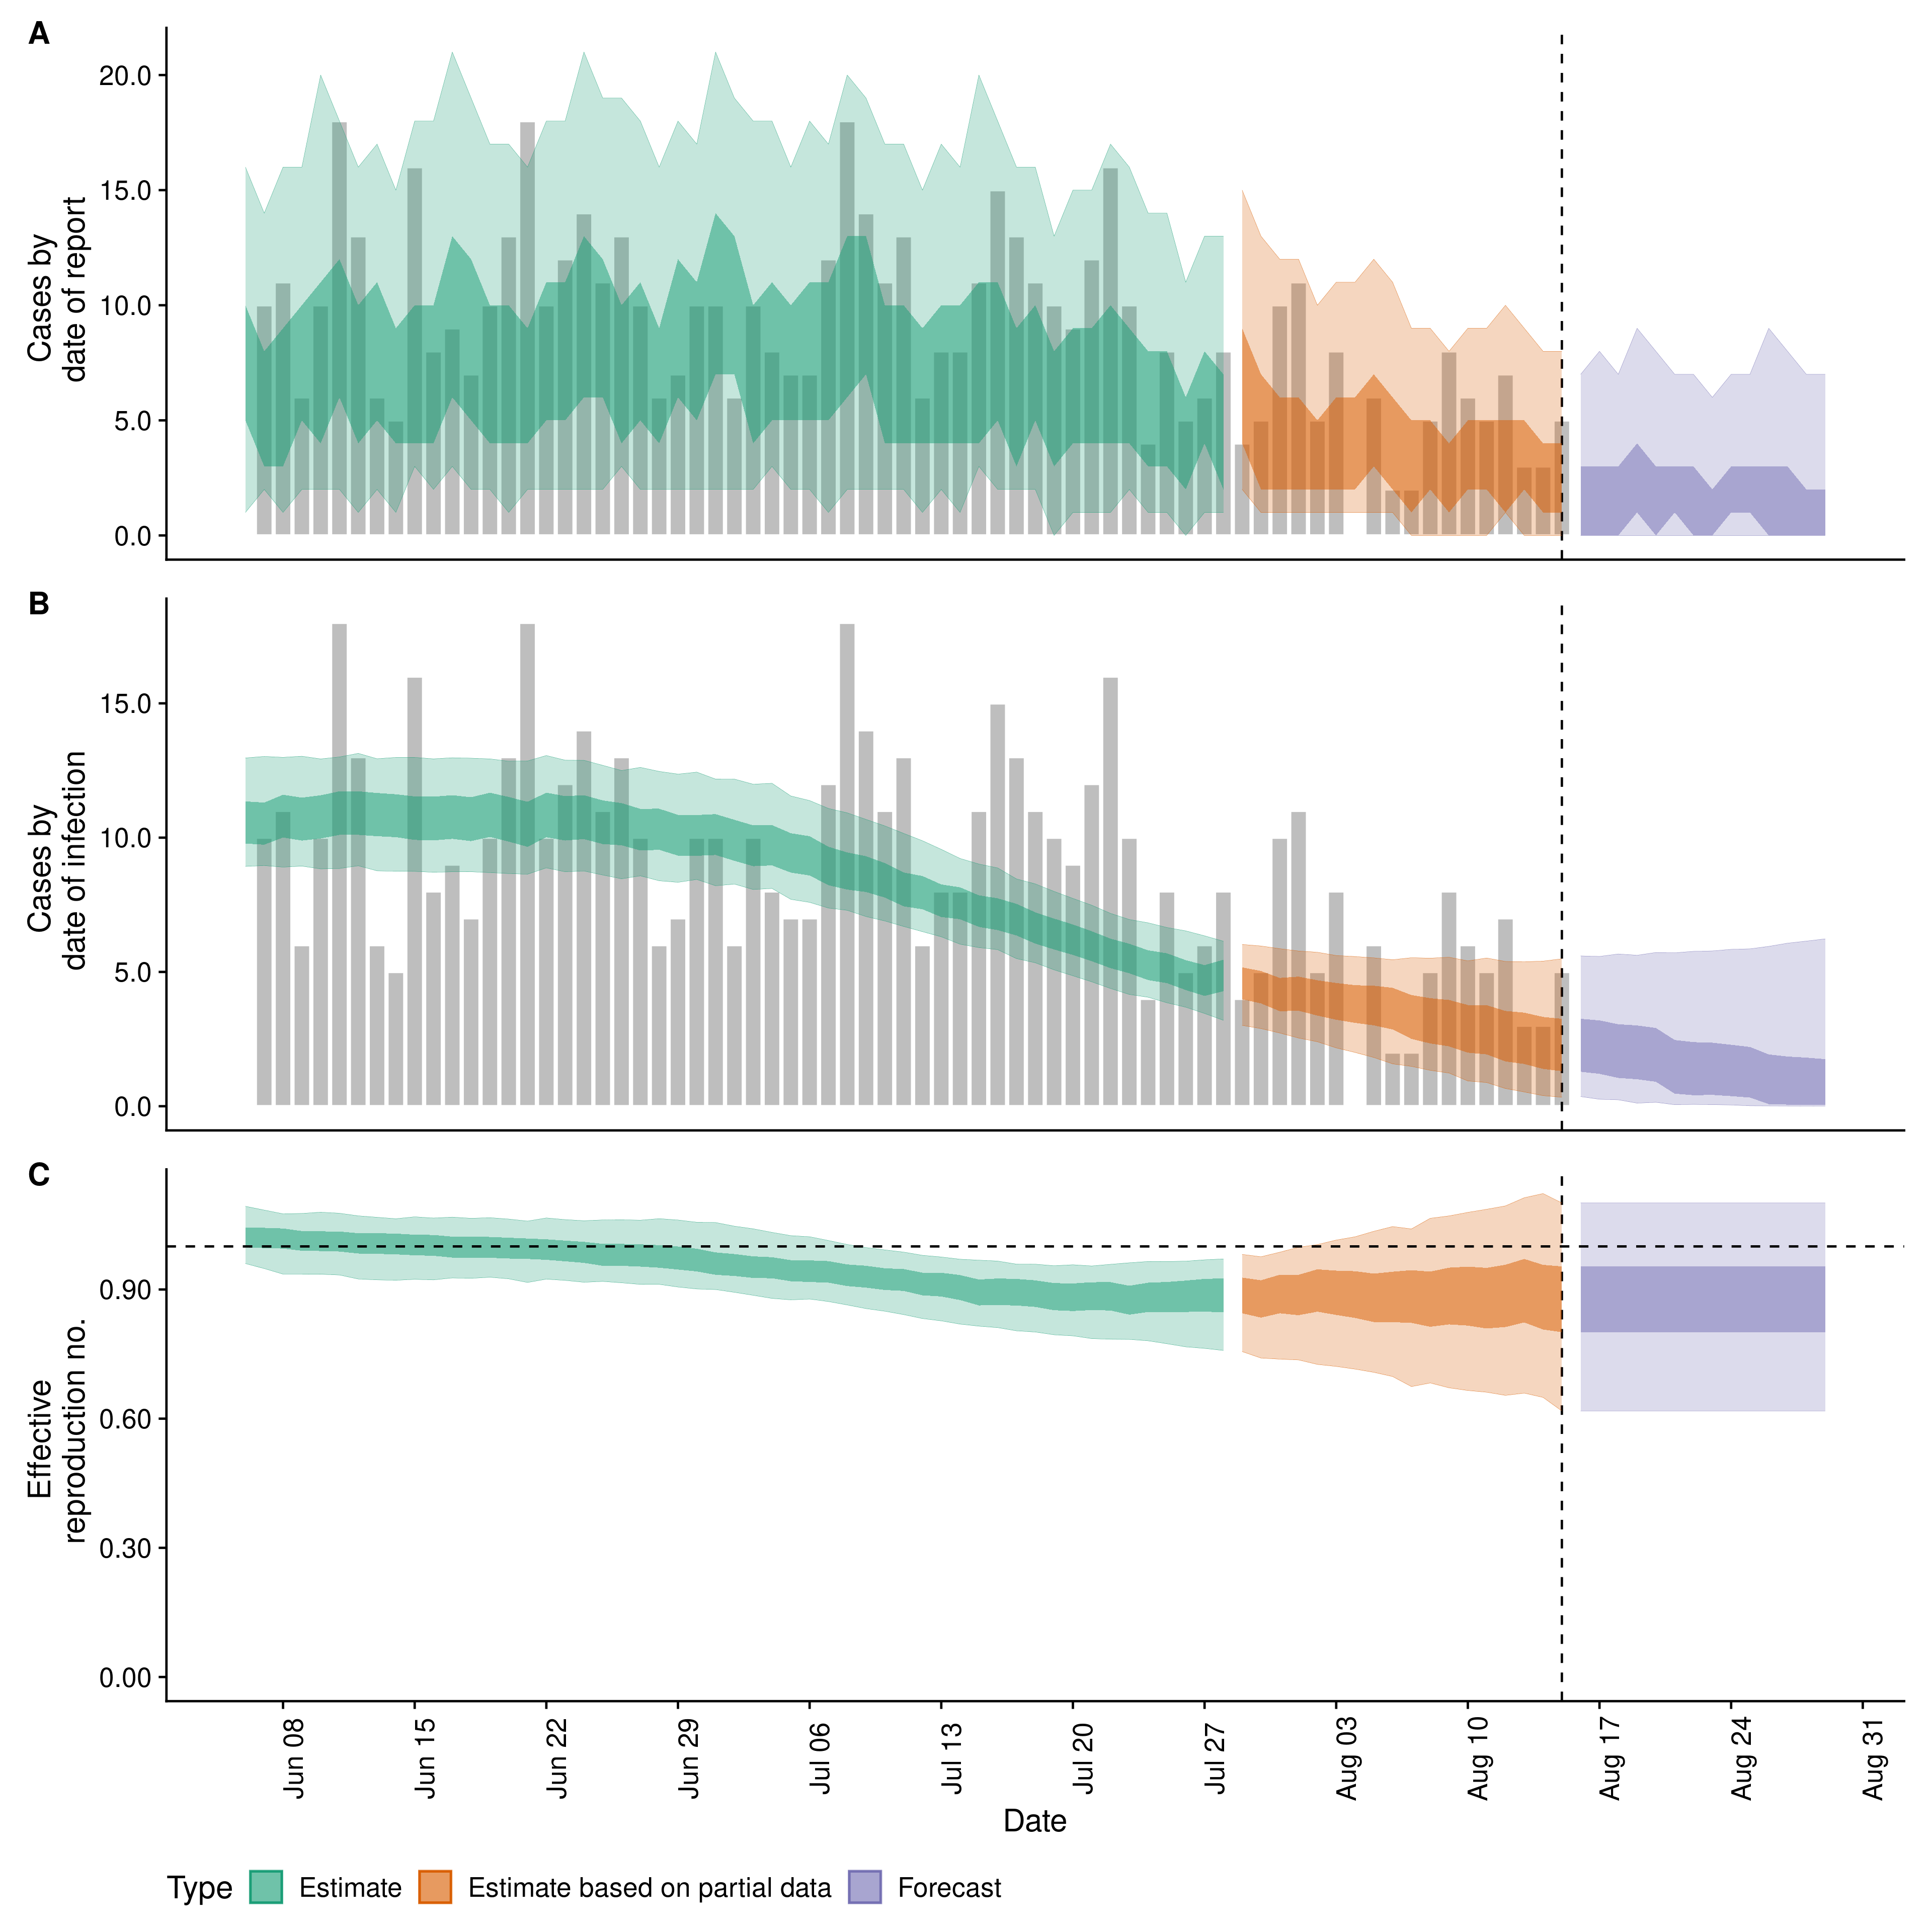 A
20.0
15.0
10.0
5.0
0.0
Cases by
date of report
B
15.0
10.0
5.0
0.0
Cases by
date of infection
C
0.90
0.60
0.30
0.00
Effective
reproduction no.
Jun 08
Jun 15
Jun 22
Jun 29
Jul 06
Jul 13
Jul 20
Jul 27
Aug 03
Aug 10
Aug 17
Aug 24
Aug 31
Date
Type
Estimate
Estimate based on partial data
Forecast